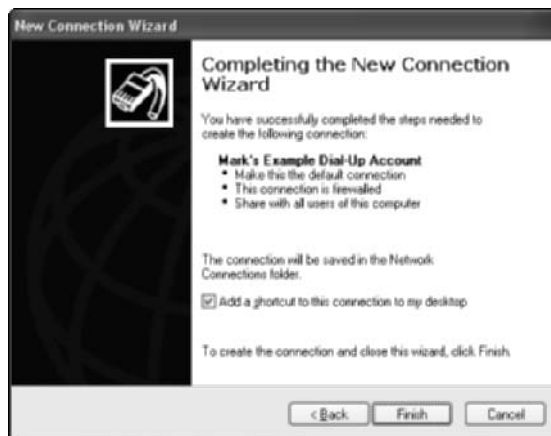 New Connection Wizard
Completing the New Connection
Wizard
You have successfully completed the steps needed to
create the following connection:
Mark's Example Dial-Up Account
• Make this the default connection
• This connection is firewalled
• Share with all users of this computer
The connection will be saved in the Network
Connections folder.
Add a shortcut to this connection to my desktop
To create the connection and close this wizard, click Finish.
< Back Finish Cancel